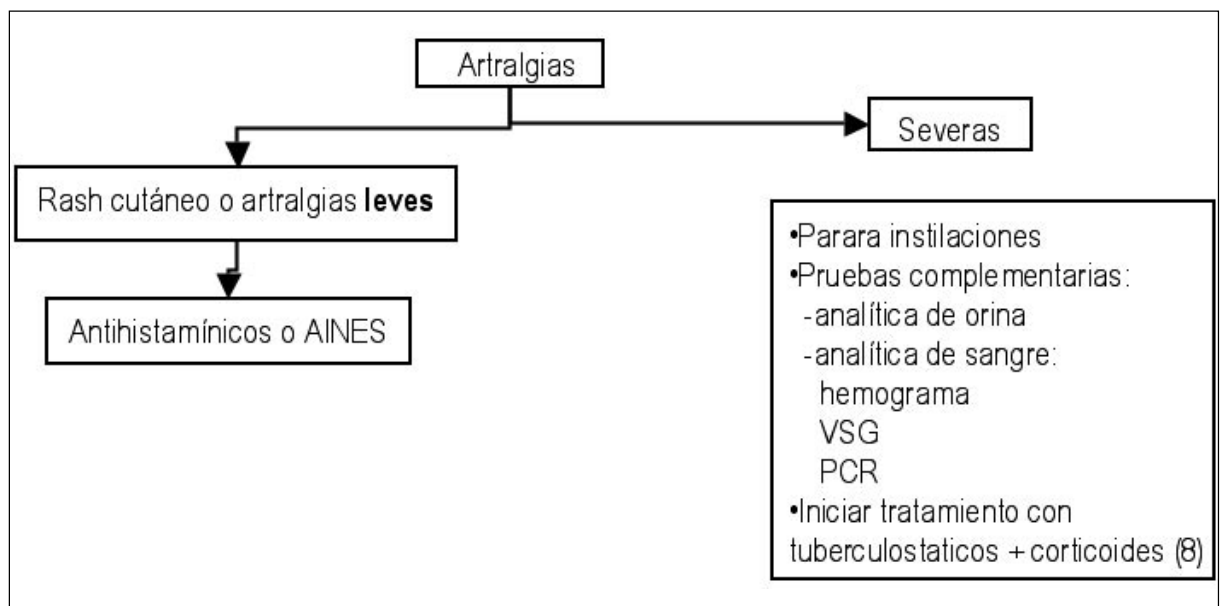 Artralgias
Severas
Rash cutáneo o artralgias leves
Antihistamínicos o AINES
•Parara instilaciones
•Pruebas complementarias:
-analítica de orina
-analítica de sangre:
hemograma
VSG
PCR
•Iniciar tratamiento con
tuberculostaticos + corticoides (8)